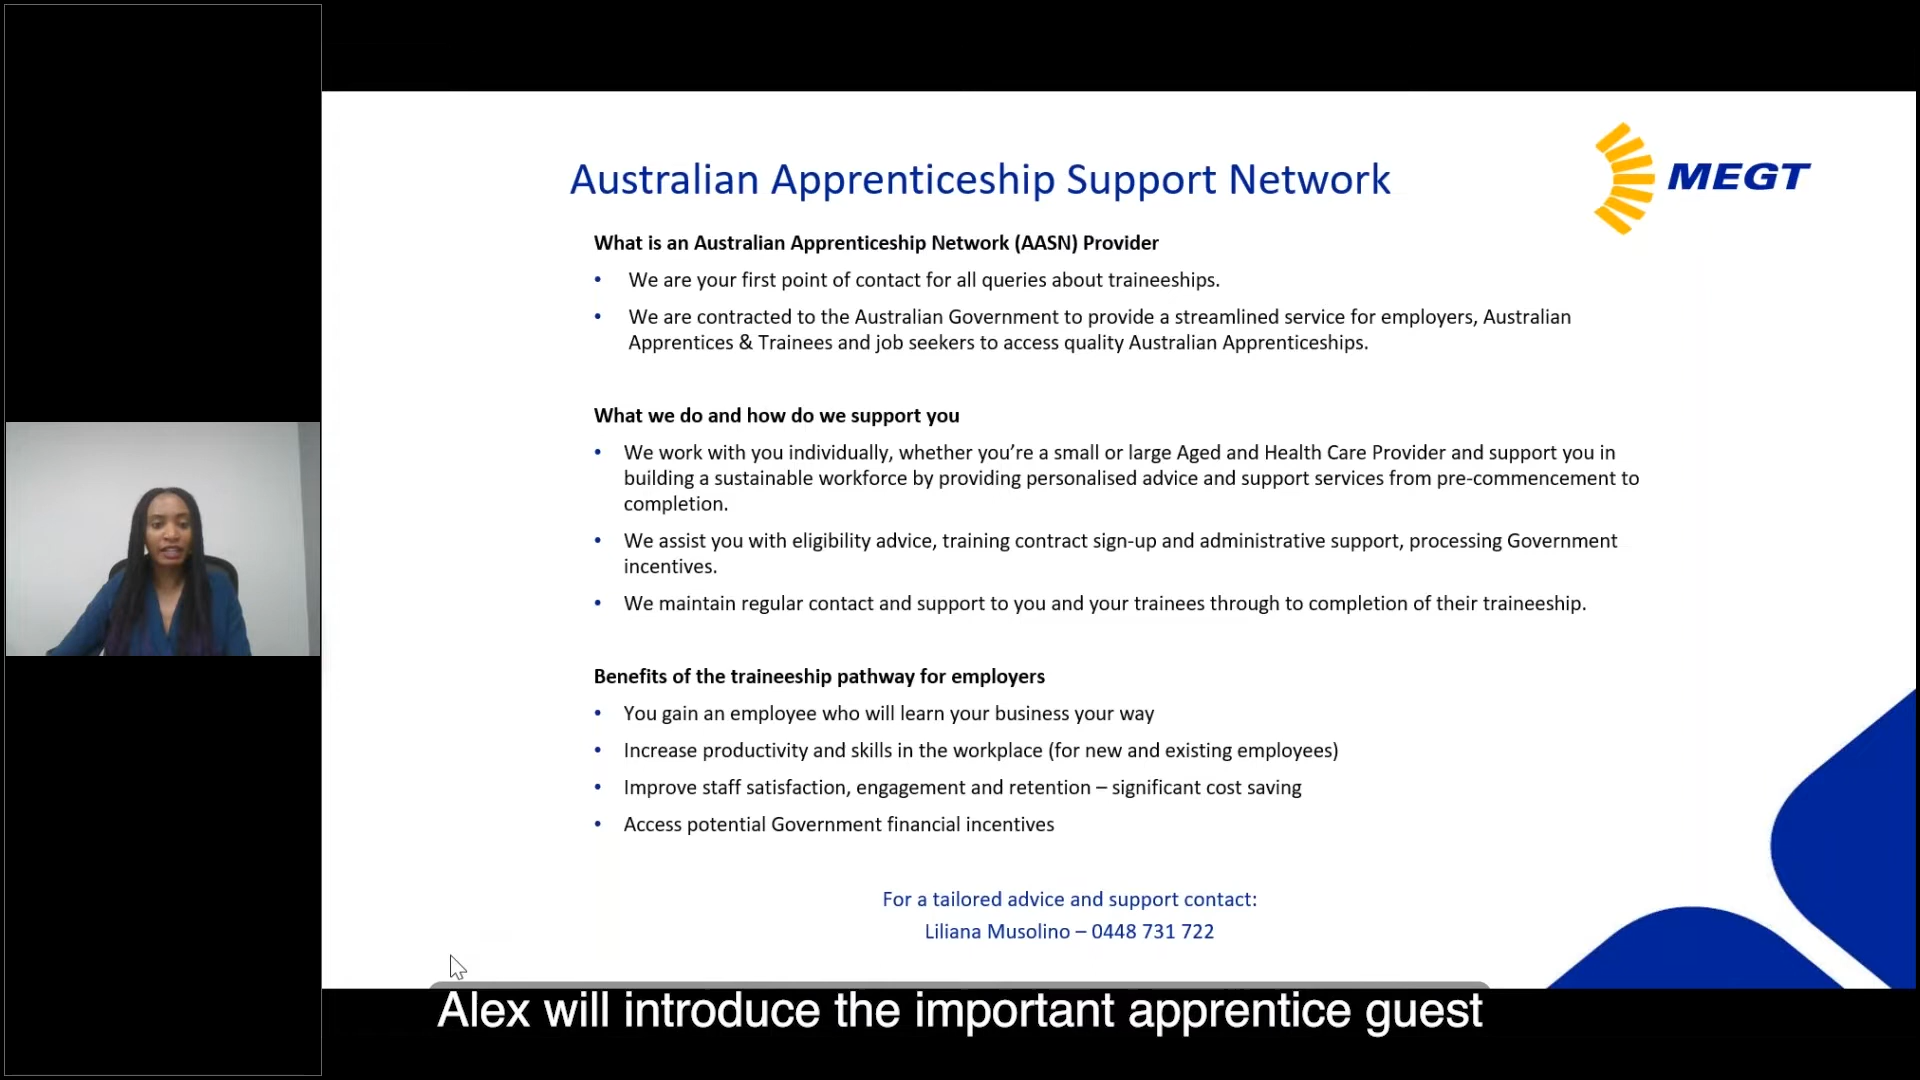 Australian Apprenticeship Support Network
MEGT
What is an Australian Apprenticeship Network (AASN) Provider
• We are your first point of contact for all queries about traineeships.
• We are contracted to the Australian Government to provide a streamlined service for employers, Australian
Apprentices & Trainees and job seekers to access quality Australian Apprenticeships.
What we do and how do we support you
• We work with you individually, whether you’re a small or large Aged and Health Care Provider and support you in
building a sustainable workforce by providing personalised advice and support services from pre-commencement to
completion.
• We assist you with eligibility advice, training contract sign-up and administrative support, processing Government
incentives.
• We maintain regular contact and support to you and your trainees through to completion of their traineeship.
Benefits of the traineeship pathway for employers
• You gain an employee who will learn your business your way
• Increase productivity and skills in the workplace (for new and existing employees)
• Improve staff satisfaction, engagement and retention – significant cost saving
• Access potential Government financial incentives
For a tailored advice and support contact:
Liliana Musolino – 0448 731 722
Alex will introduce the important apprentice guest